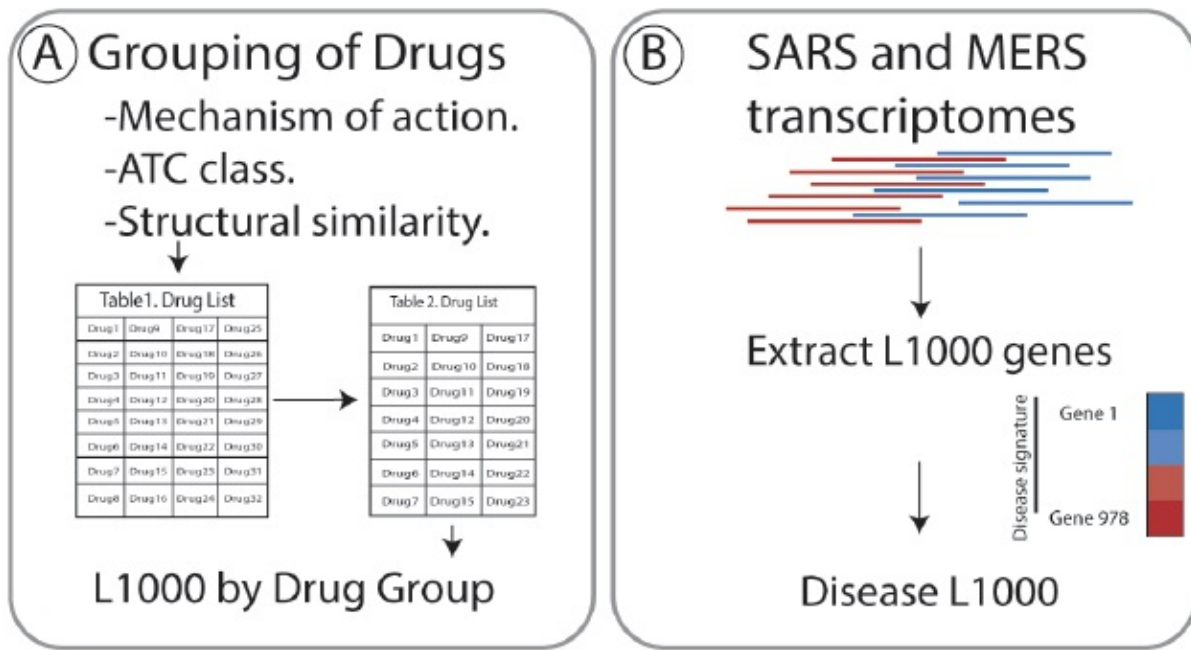 A Grouping of Drugs
-Mechanism of action.
-ATC class.
-Structural similarity.
Table1. Drug List
Drug1 Drug9 Drug17 Drug25
Drug2 Drug10 Drug18 Drug26
Drug3 Drug11 Drug19 Drug27
Drug4 Drug12 Drug20 Drug28
Drug5 Drug13 Drug21 Drug29
Drug6 Drug14 Drug22 Drug30
Drug7 Drug15 Drug23 Drug31
Drug8 Drug16 Drug24 Drug32
Table 2. Drug List
Drug1 Drug9 Drug17
Drug2 Drug10 Drug18
Drug3 Drug11 Drug19
Drug4 Drug12 Drug20
Drug5 Drug13 Drug21
Drug6 Drug14 Drug22
Drug7 Drug15 Drug23
L1000 by Drug Group
B SARS and MERS
transcriptomes
Extract L1000 genes
Disease signature
Gene 1
Gene 978
Disease L1000